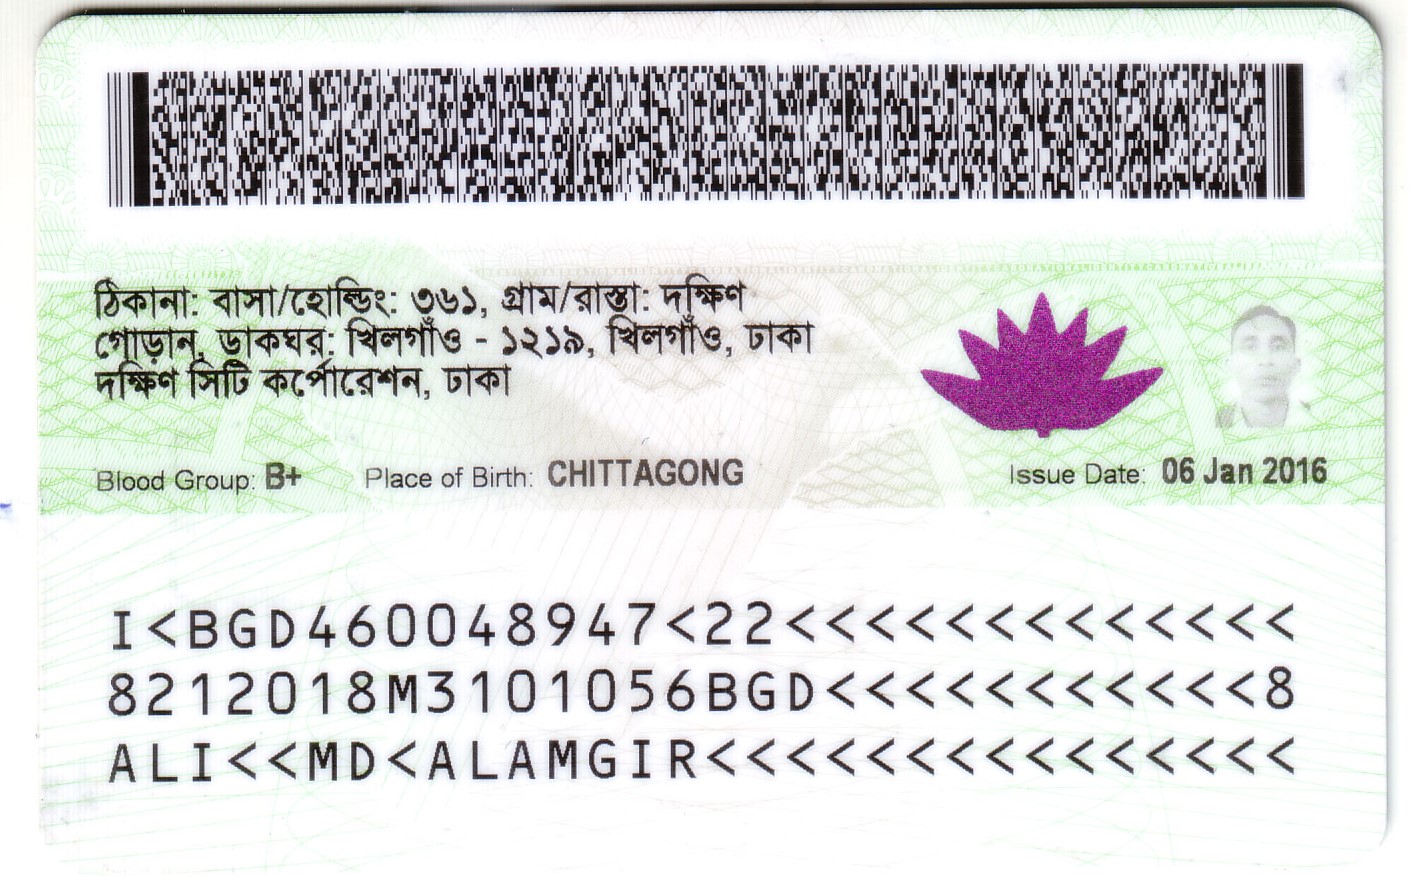 ঠিকানা: বাসা/হোল্ডিং: ৩৬১, গ্রাম/রাস্তা: দক্ষিণ
গোড়ান, ডাকঘর: খিলগাঁও - ১২১৯, খিলগাঁও, ঢাকা
দক্ষিণ সিটি কর্পোরেশন, ঢাকা
Blood Group: B+ Place of Birth: CHITTAGONG Issue Date: 06 Jan 2016
I<BGD460048947<22<<<<<<<<<<<<<
8212018M3101056BGD<<<<<<<<<<<8
ALI<<MD<ALAMGIR<<<<<<<<<<<<<<<